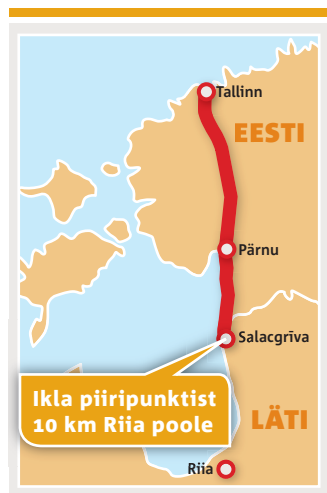 Tallinn
EESTI
Pärnu
Salacgrīva
Ikla piiripunktist
10 km Riia poole
LÄTI
Riia